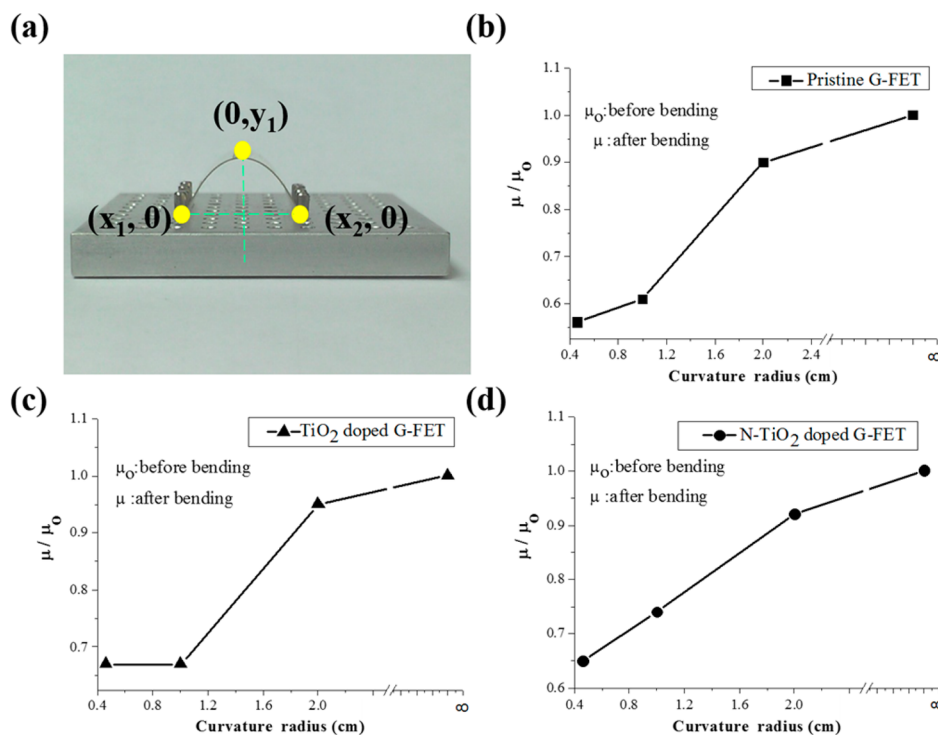 (a)
(0,y₁)
(x₁, 0)
(x₂, 0)
(b)
Pristine G-FET
μₒ:before bending
μ :after bending
μ / μₒ
1.1
1.0
0.9
0.8
0.7
0.6
0.4 0.8 1.2 1.6 2.0 2.4 ∞
Curvature radius (cm)
(c)
TiO₂ doped G-FET
μₒ:before bending
μ :after bending
μ / μₒ
1.1
1.0
0.9
0.8
0.7
0.4 0.8 1.2 1.6 2.0 ∞
Curvature radius (cm)
(d)
N-TiO₂ doped G-FET
μₒ:before bending
μ :after bending
μ / μₒ
1.1
1.0
0.9
0.8
0.7
0.6
0.4 0.8 1.2 1.6 2.0 ∞
Curvature radius (cm)